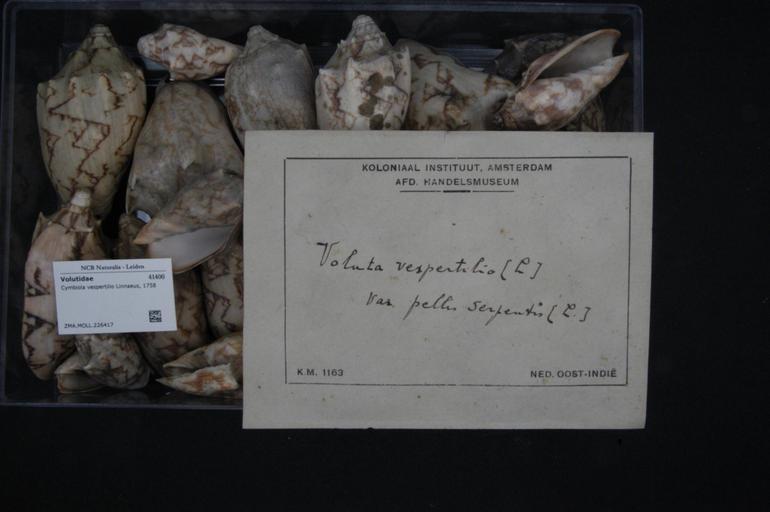 KOLONIAAL INSTITUUT, AMSTERDAM
AFD. HANDELSMUSEUM
Voluta vespertilio [L]
Var pellis serpentis [L.]
K.M. 1163
NED. OOST-INDIË
NCB Naturalis - Leiden
Volutidae 41400
Cymbiola vespertilio Linnaeus, 1758
ZMA.MOLL.226417